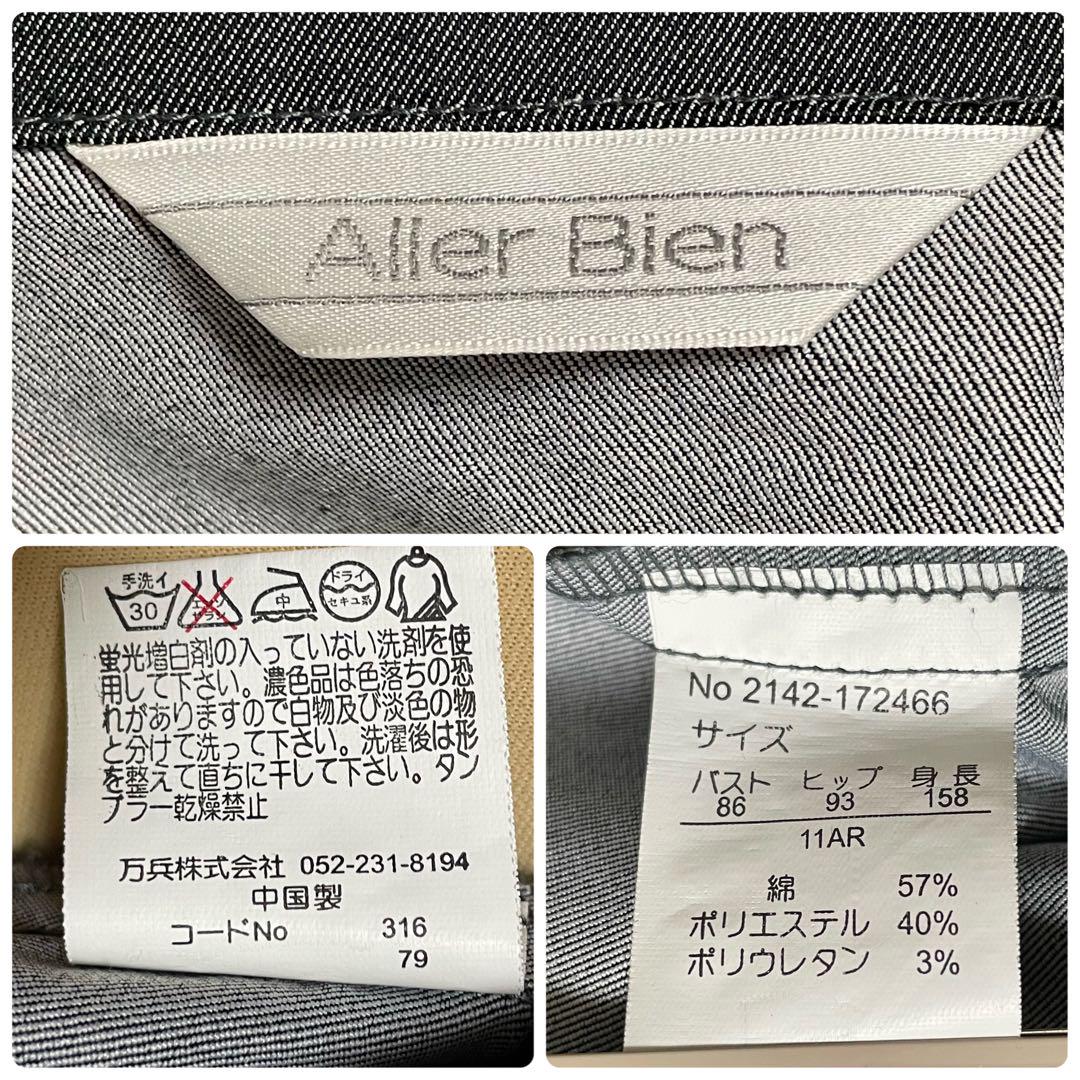 Aller Bien
手洗イ
30
エンソ
サラシ
中
ドライ
セキユ系
蛍光増白剤の入っていない洗剤を使
用して下さい。濃色品は色落ちの恐
れがありますので白物及び淡色の物
と分けて洗って下さい。洗濯後は形
を整えて直ちに干して下さい。タン
ブラー乾燥禁止
万兵株式会社 052-231-8194
中国製
コードNo 316
79
No 2142-172466
サイズ
バスト ヒップ 身長
86 93 158
11AR
綿 57%
ポリエステル 40%
ポリウレタン 3%